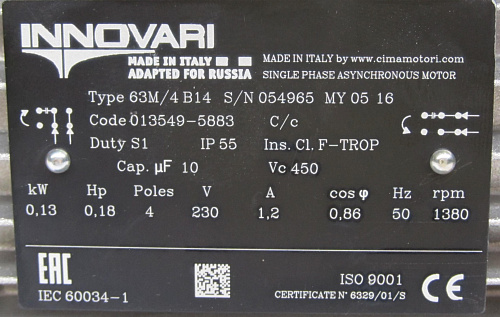 INNOVARI
MADE IN ITALY
ADAPTED FOR RUSSIA
MADE IN ITALY by www.cimamotori.com
SINGLE PHASE ASYNCHRONOUS MOTOR
Type 63M/4 B14 S/N 054965 MY 05 16
Code 013549-5883 C/c
Duty S1 IP 55 Ins. Cl. F-TROP
Cap. µF 10 Vc 450
kW Hp Poles V A cos φ Hz rpm
0,13 0,18 4 230 1,2 0,86 50 1380
EAC
IEC 60034-1
ISO 9001
CERTIFICATE N° 6329/01/S
CE